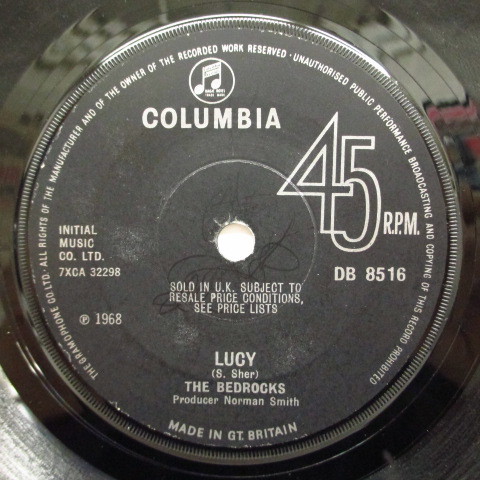 THE GRAMOPHONE CO. LTD. · ALL RIGHTS OF THE MANUFACTURER AND OF THE OWNER OF THE RECORDED WORK RESERVED · UNAUTHORISED PUBLIC PERFORMANCE BROADCASTING AND COPYING OF THIS RECORD PROHIBITED
COLUMBIA
45
R.P.M.
INITIAL
MUSIC
CO. LTD.
7XCA 32298
DB 8516
SOLD IN U.K. SUBJECT TO
RESALE PRICE CONDITIONS,
SEE PRICE LISTS
℗ 1968
LUCY
(S. Sher)
THE BEDROCKS
Producer Norman Smith
MADE IN GT. BRITAIN